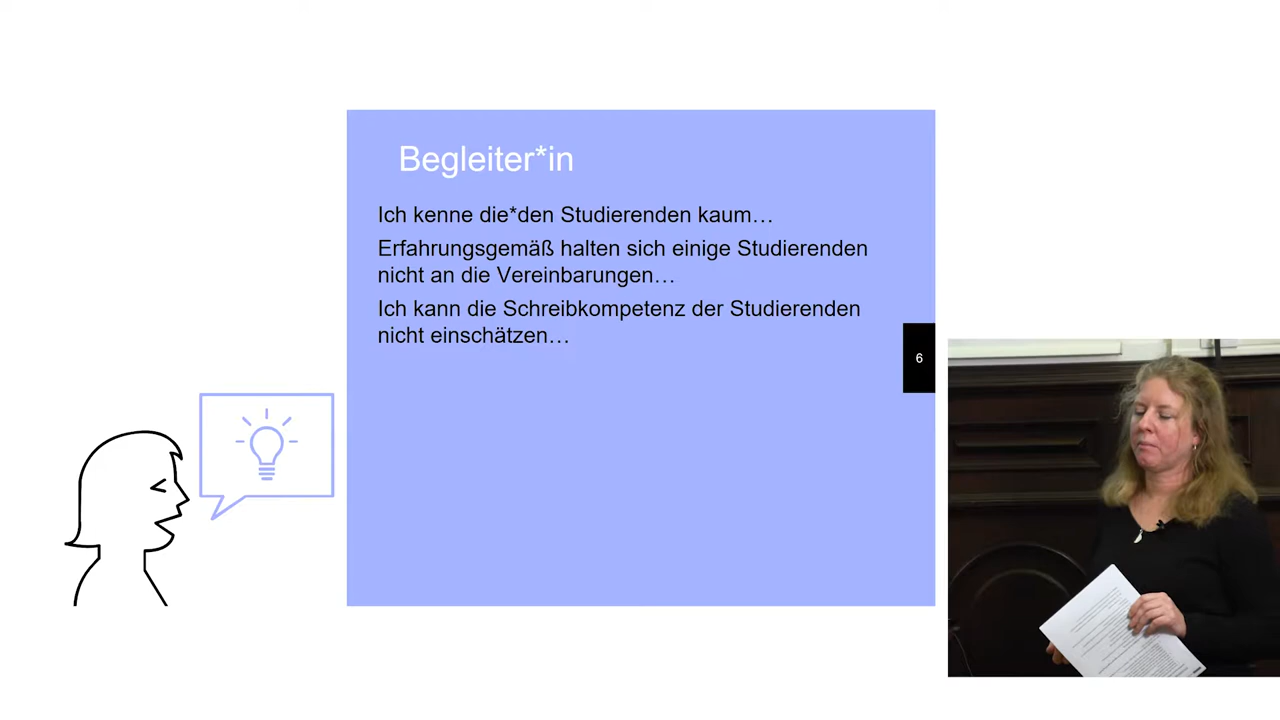 Begleiter*in
Ich kenne die*den Studierenden kaum…
Erfahrungsgemäß halten sich einige Studierenden
nicht an die Vereinbarungen…
Ich kann die Schreibkompetenz der Studierenden
nicht einschätzen…
6